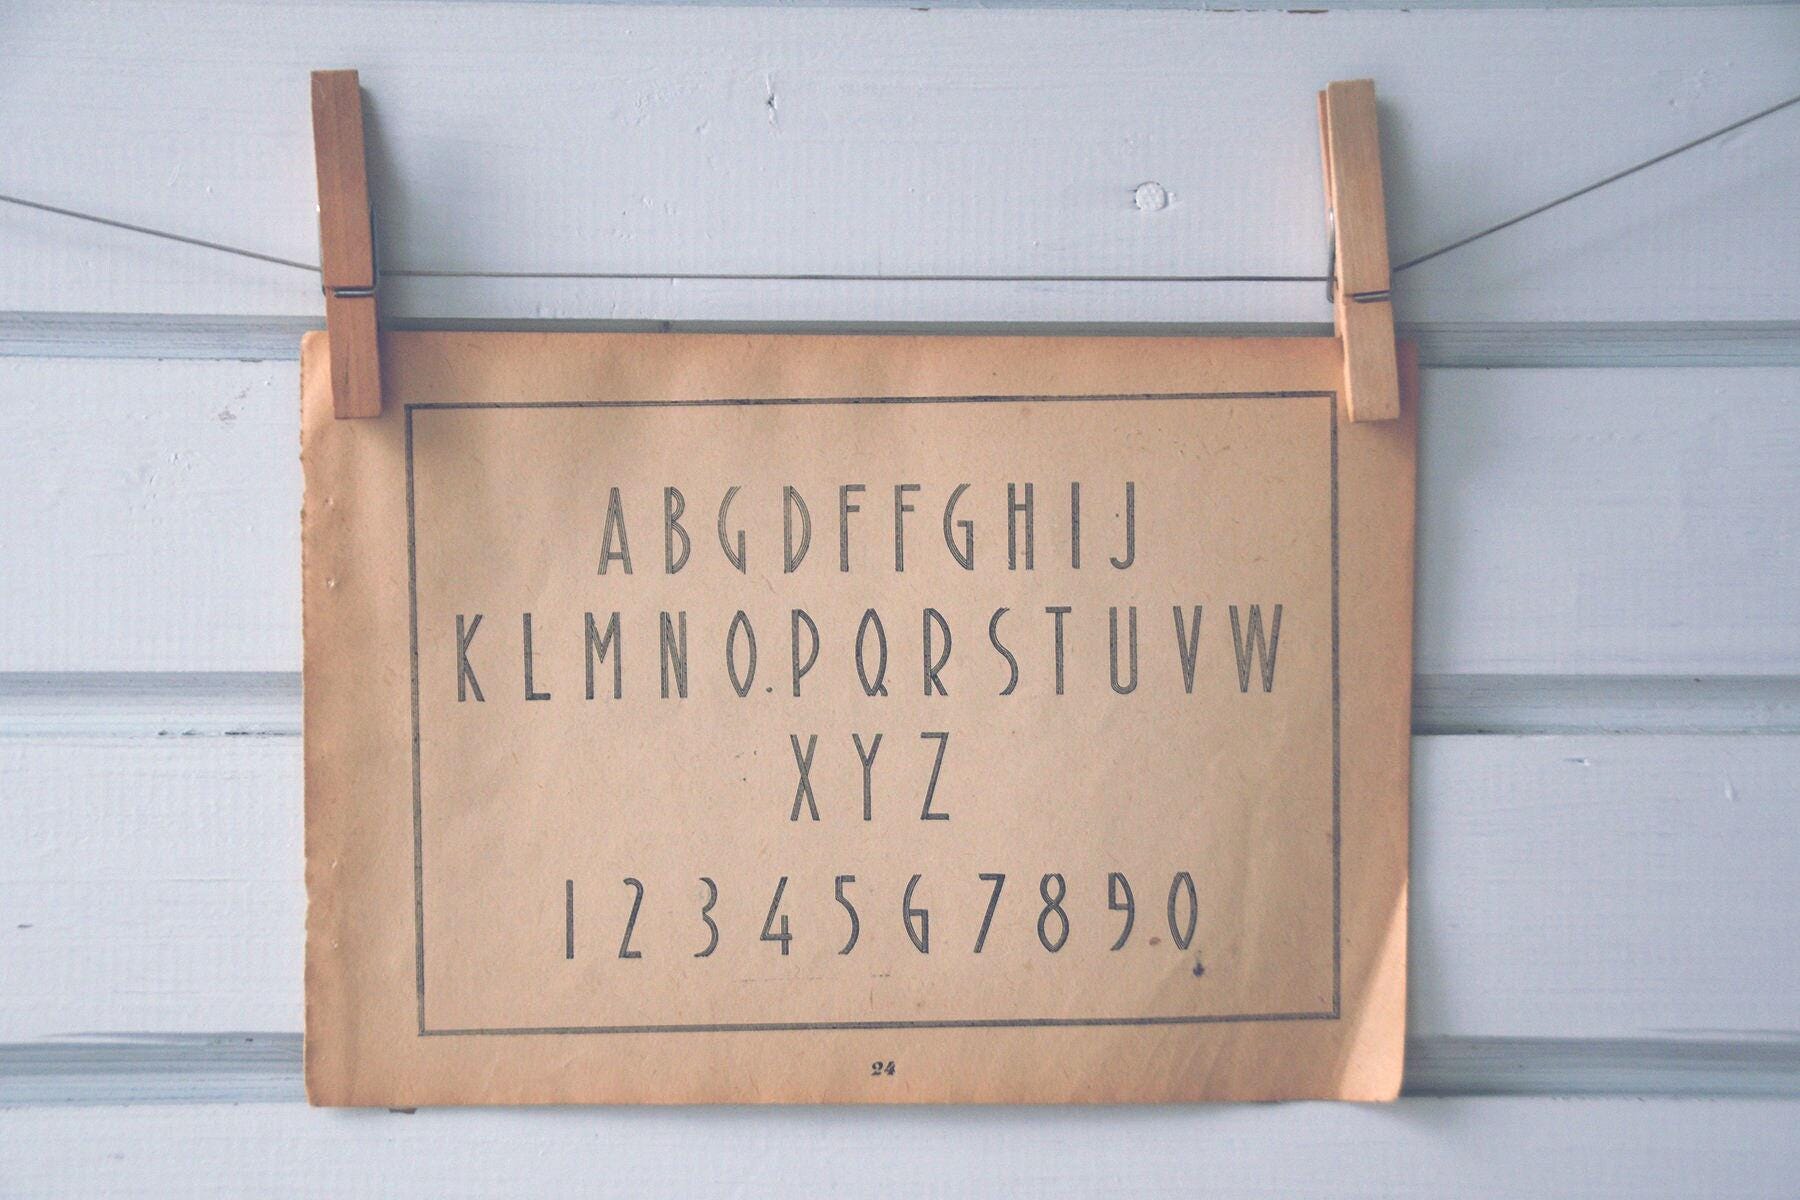 ABGDFFGHIJ
KLMNO.PQRSTUVW
XYZ
1234567890
24